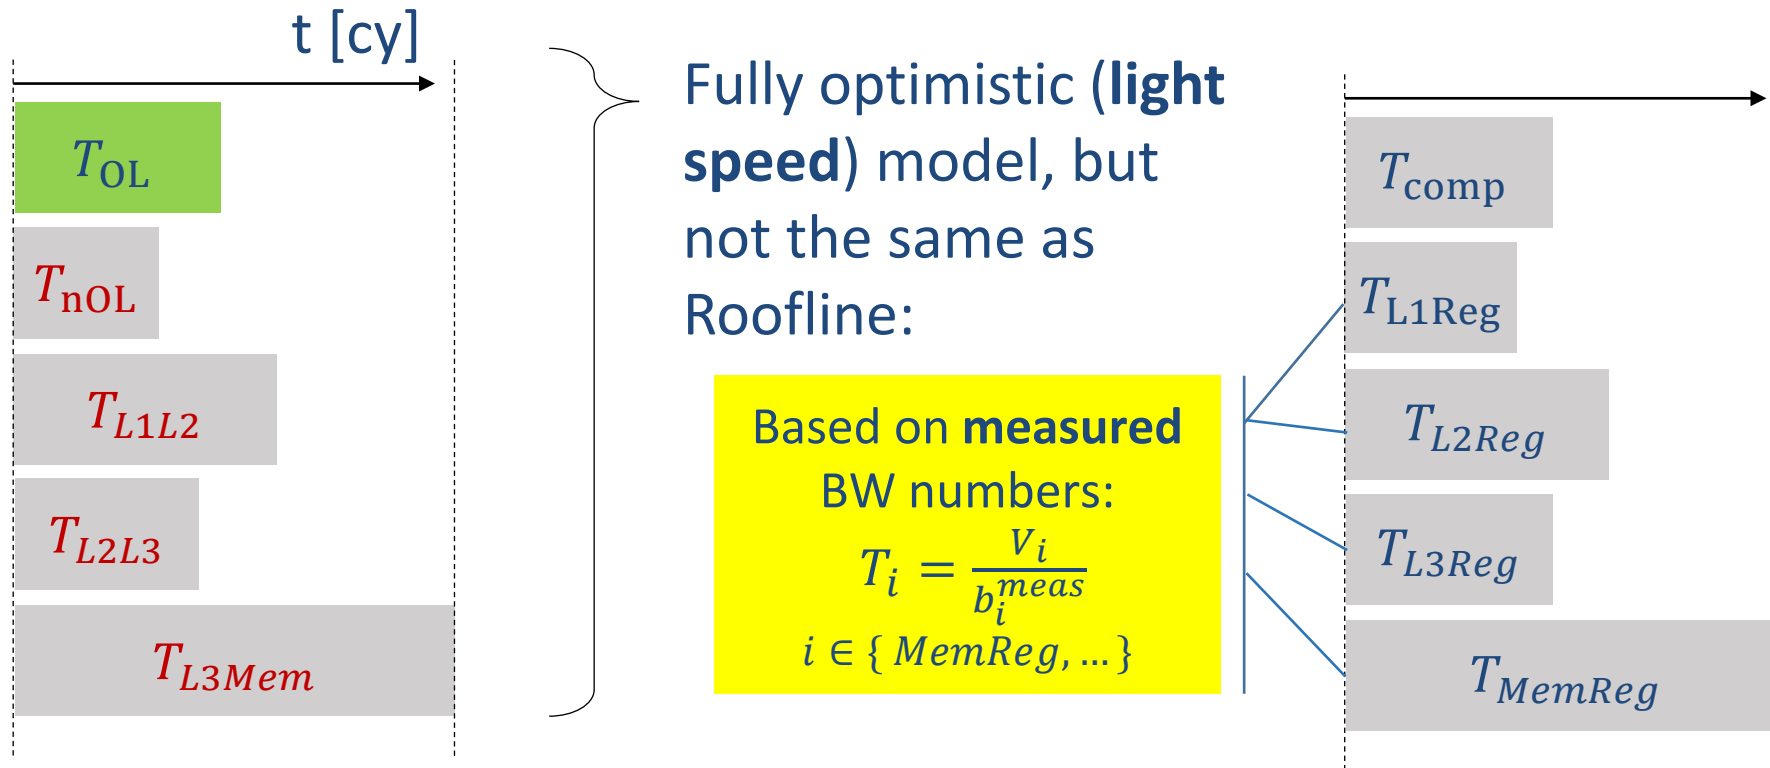 t [cy]
T_OL
T_nOL
T_L1L2
T_L2L3
T_L3Mem
Fully optimistic (light
speed) model, but
not the same as
Roofline:
Based on measured
BW numbers:
T_i = V_i / b_i^meas
i ∈ { MemReg, … }
T_comp
T_L1Reg
T_L2Reg
T_L3Reg
T_MemReg